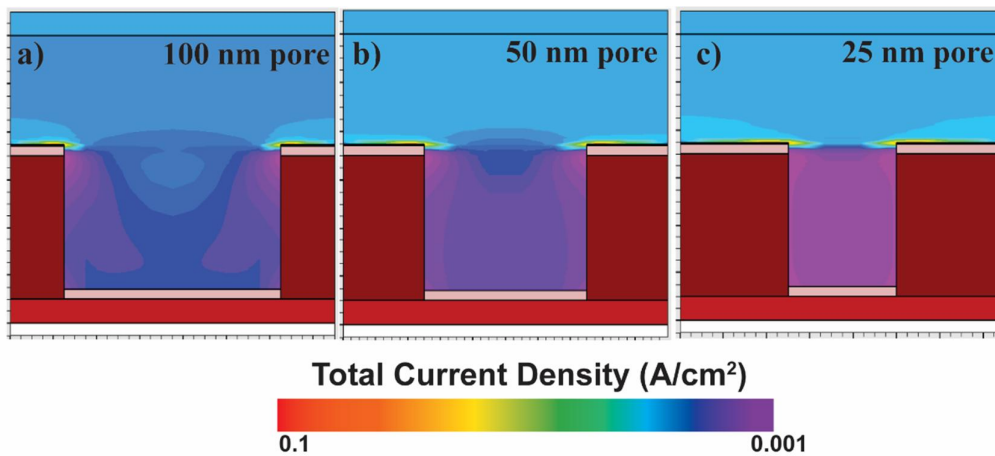 a) 100 nm pore
b) 50 nm pore
c) 25 nm pore
Total Current Density (A/cm²)
0.1 0.001